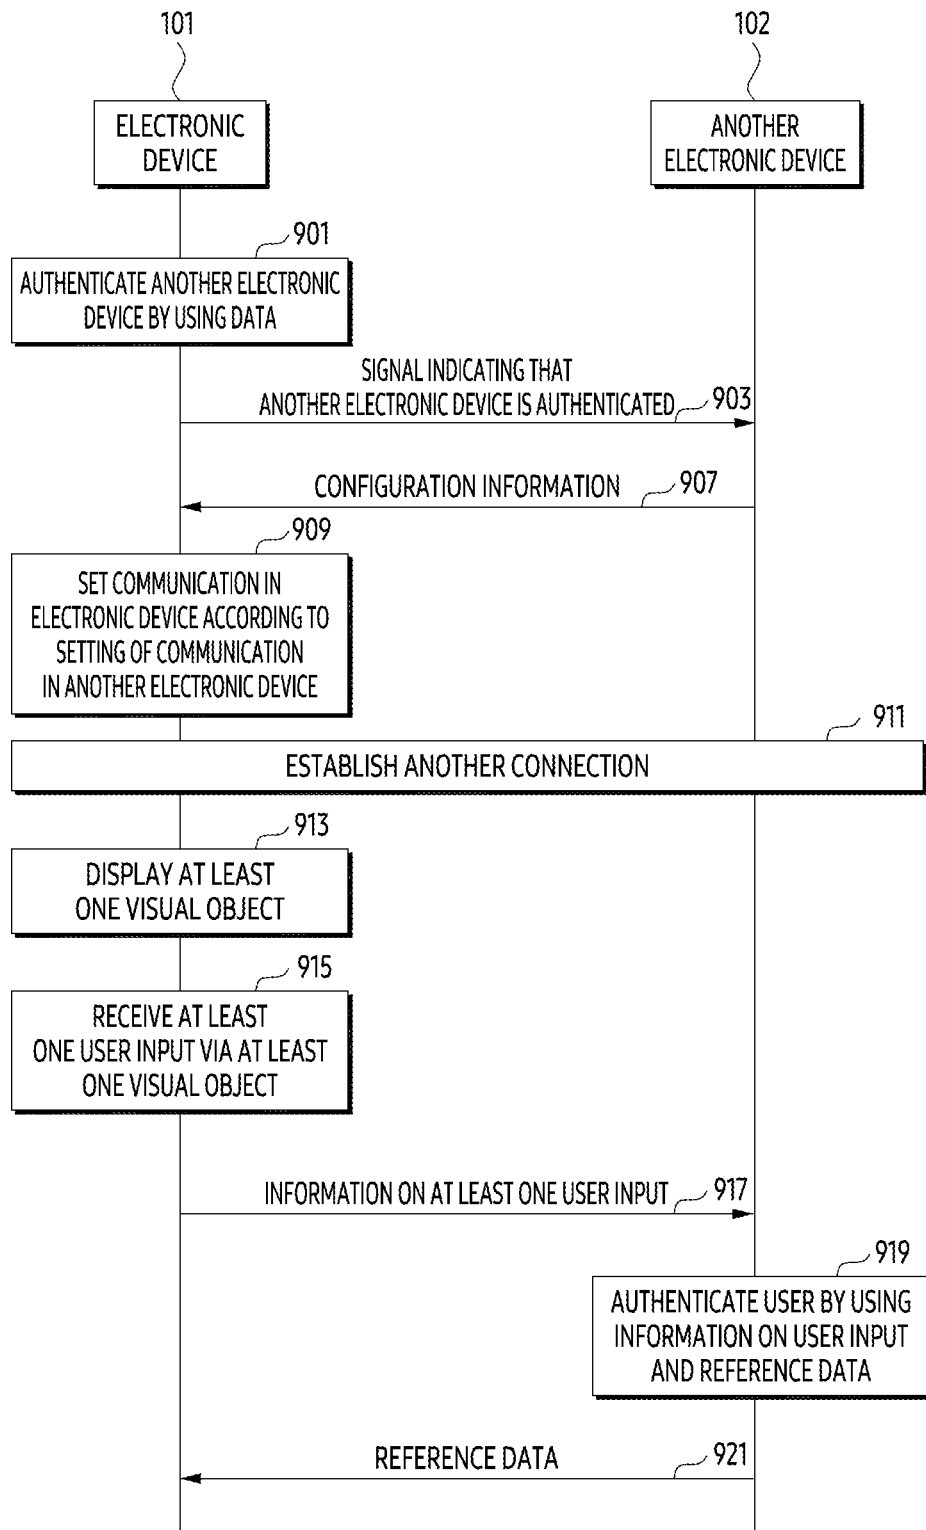 101
102
ELECTRONIC
DEVICE
ANOTHER
ELECTRONIC DEVICE
901
AUTHENTICATE ANOTHER ELECTRONIC
DEVICE BY USING DATA
SIGNAL INDICATING THAT
ANOTHER ELECTRONIC DEVICE IS AUTHENTICATED
903
CONFIGURATION INFORMATION
907
909
SET COMMUNICATION IN
ELECTRONIC DEVICE ACCORDING TO
SETTING OF COMMUNICATION
IN ANOTHER ELECTRONIC DEVICE
911
ESTABLISH ANOTHER CONNECTION
913
DISPLAY AT LEAST
ONE VISUAL OBJECT
915
RECEIVE AT LEAST
ONE USER INPUT VIA AT LEAST
ONE VISUAL OBJECT
INFORMATION ON AT LEAST ONE USER INPUT
917
919
AUTHENTICATE USER BY USING
INFORMATION ON USER INPUT
AND REFERENCE DATA
REFERENCE DATA
921